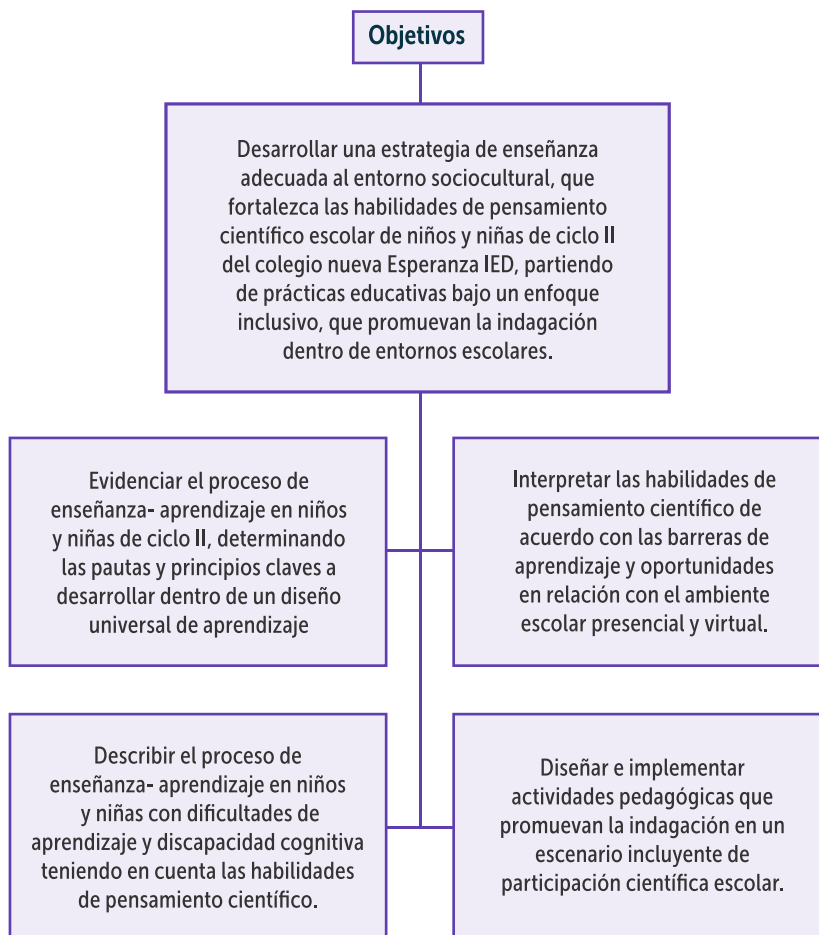 Objetivos
Desarrollar una estrategia de enseñanza
adecuada al entorno sociocultural, que
fortalezca las habilidades de pensamiento
científico escolar de niños y niñas de ciclo II
del colegio nueva Esperanza IED, partiendo
de prácticas educativas bajo un enfoque
inclusivo, que promuevan la indagación
dentro de entornos escolares.
Evidenciar el proceso de
enseñanza- aprendizaje en niños
y niñas de ciclo II, determinando
las pautas y principios claves a
desarrollar dentro de un diseño
universal de aprendizaje
Interpretar las habilidades de
pensamiento científico de
acuerdo con las barreras de
aprendizaje y oportunidades
en relación con el ambiente
escolar presencial y virtual.
Describir el proceso de
enseñanza- aprendizaje en niños
y niñas con dificultades de
aprendizaje y discapacidad cognitiva
teniendo en cuenta las habilidades
de pensamiento científico.
Diseñar e implementar
actividades pedagógicas que
promuevan la indagación en un
escenario incluyente de
participación científica escolar.